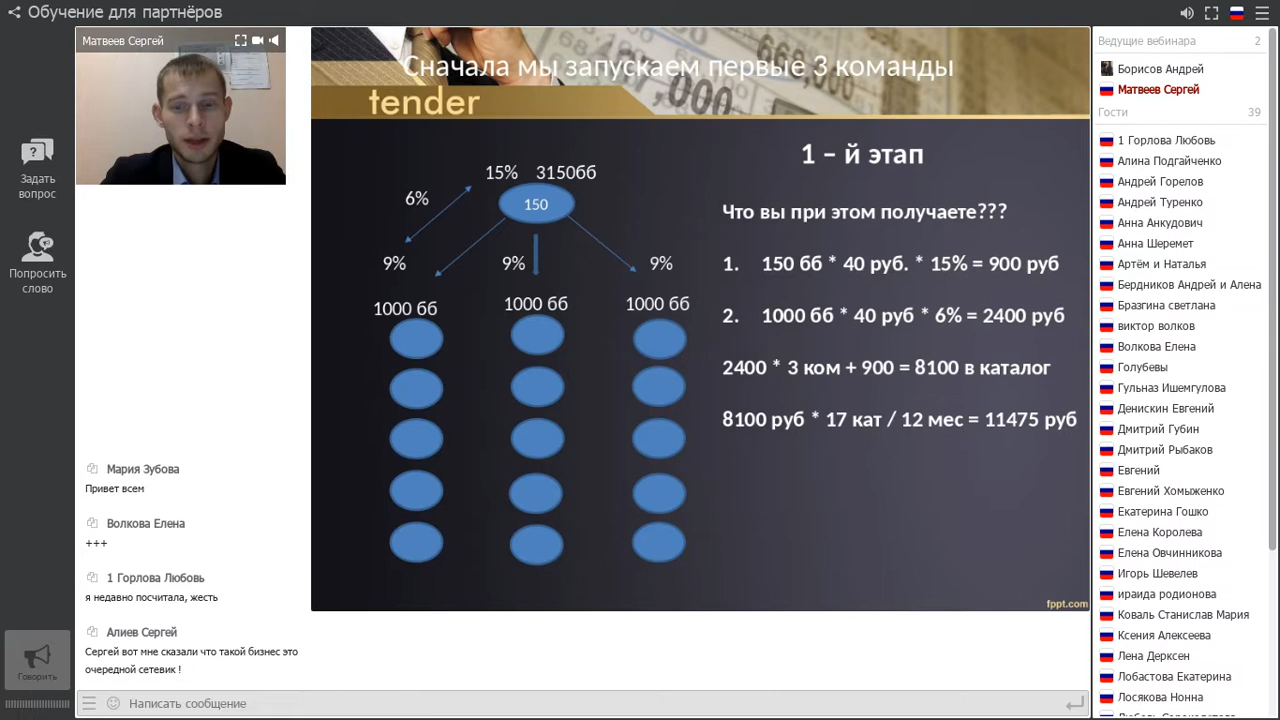 Обучение для партнёров
Матвеев Сергей
Задать
вопрос
Попросить
слово
Говорить
Мария Зубова
Привет всем
Волкова Елена
+++
1 Горлова Любовь
я недавно посчитала, жесть
Алиев Сергей
Сергей вот мне сказали что такой бизнес это
очередной сетевик !
Написать сообщение
Сначала мы запускаем первые 3 команды
tender
15% 3150бб
6%
150
9% 9% 9%
1000 бб 1000 бб 1000 бб
1 – й этап
Что вы при этом получаете???
1. 150 бб * 40 руб. * 15% = 900 руб
2. 1000 бб * 40 руб * 6% = 2400 руб
2400 * 3 ком + 900 = 8100 в каталог
8100 руб * 17 кат / 12 мес = 11475 руб
fppt.com
Ведущие вебинара 2
Борисов Андрей
Матвеев Сергей
Гости 39
1 Горлова Любовь
Алина Подгайченко
Андрей Горелов
Андрей Туренко
Анна Анкудович
Анна Шеремет
Артём и Наталья
Бердников Андрей и Алена
Бразгина светлана
виктор волков
Волкова Елена
Голубевы
Гульназ Ишемгулова
Денискин Евгений
Дмитрий Губин
Дмитрий Рыбаков
Евгений
Евгений Хомыженко
Екатерина Гошко
Елена Королева
Елена Овчинникова
Игорь Шевелев
ираида родионова
Коваль Станислав Мария
Ксения Алексеева
Лена Дерксен
Лобастова Екатерина
Лосякова Нонна